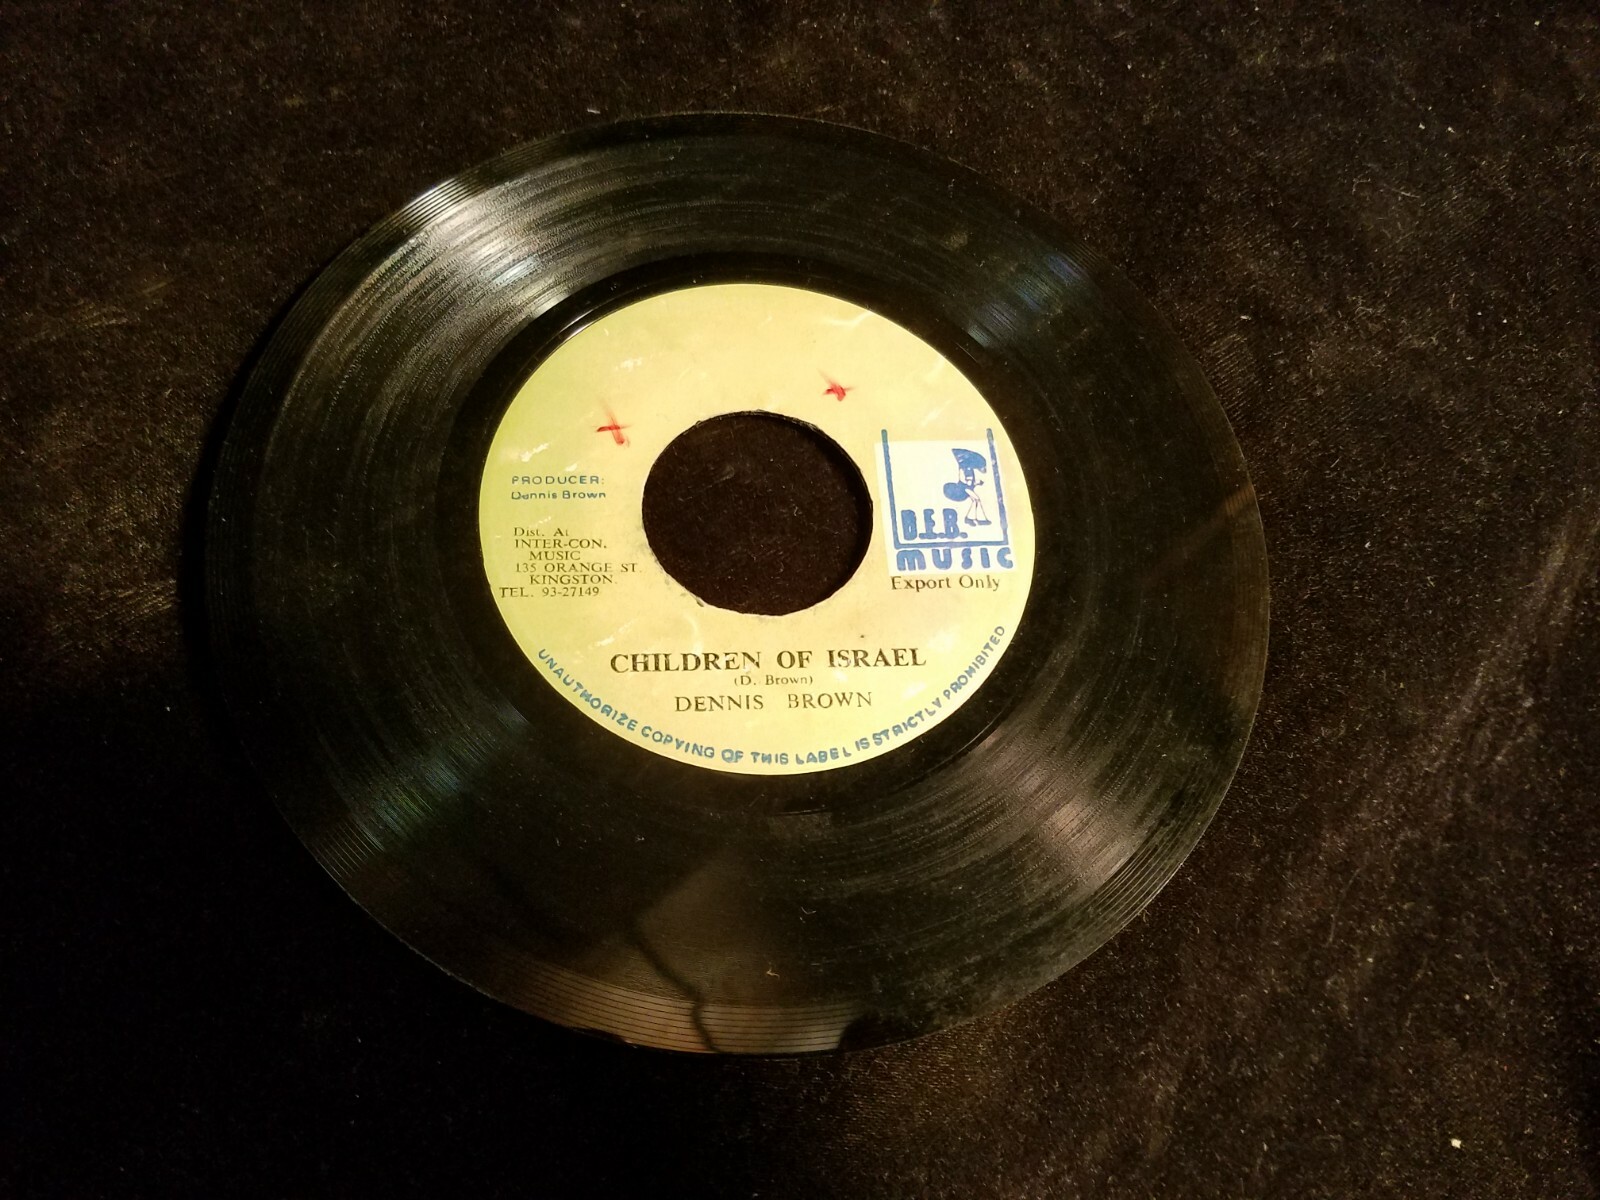 PRODUCER:
Dennis Brown
Dist. At
INTER-CON.
MUSIC
135 ORANGE ST.
KINGSTON.
TEL. 93-27149
D.E.B.
MUSIC
Export Only
CHILDREN OF ISRAEL
(D. Brown)
DENNIS BROWN
UNAUTHORIZE COPYING OF THIS LABEL IS STRICTLY PROHIBITED